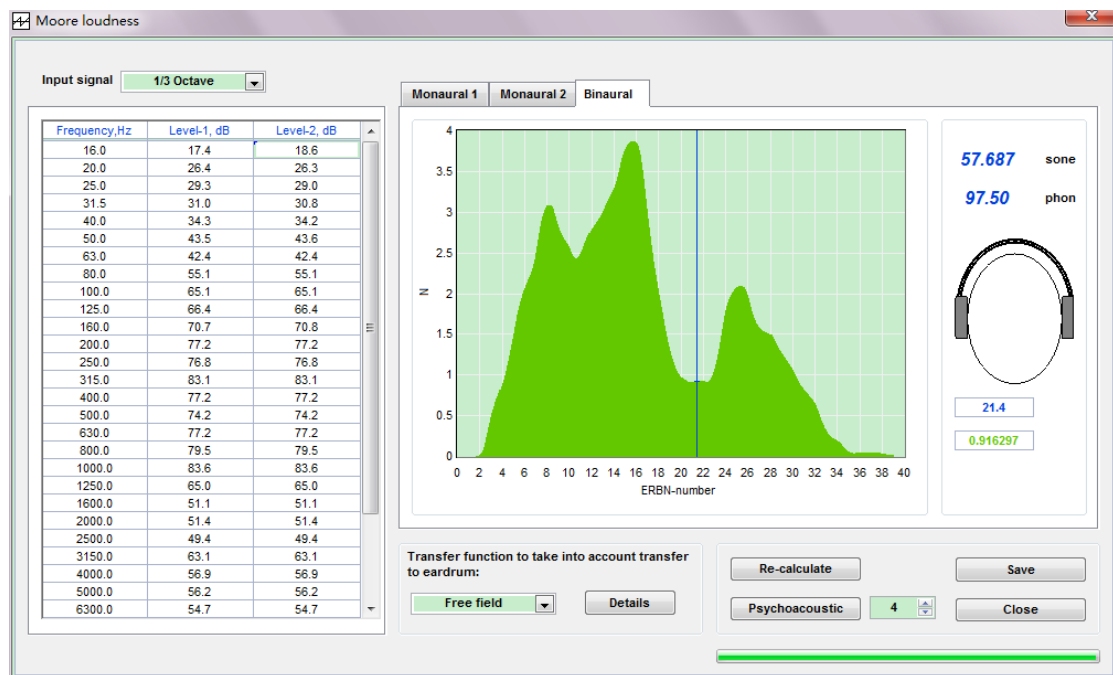 Moore loudness
Input signal 1/3 Octave
Monaural 1 Monaural 2 Binaural
Frequency,Hz Level-1, dB Level-2, dB
16.0 17.4 18.6
20.0 26.4 26.3
25.0 29.3 29.0
31.5 31.0 30.8
40.0 34.3 34.2
50.0 43.5 43.6
63.0 42.4 42.4
80.0 55.1 55.1
100.0 65.1 65.1
125.0 66.4 66.4
160.0 70.7 70.8
200.0 77.2 77.2
250.0 76.8 76.8
315.0 83.1 83.1
400.0 77.2 77.2
500.0 74.2 74.2
630.0 77.2 77.2
800.0 79.5 79.5
1000.0 83.6 83.6
1250.0 65.0 65.0
1600.0 51.1 51.1
2000.0 51.4 51.4
2500.0 49.4 49.4
3150.0 63.1 63.1
4000.0 56.9 56.9
5000.0 56.2 56.2
6300.0 54.7 54.7
4
3.5
3
2.5
2
1.5
1
0.5
0
N
0 2 4 6 8 10 12 14 16 18 20 22 24 26 28 30 32 34 36 38 40
ERBN-number
57.687 sone
97.50 phon
21.4
0.916297
Transfer function to take into account transfer
to eardrum:
Free field Details
Re-calculate Save
Psychoacoustic 4 Close